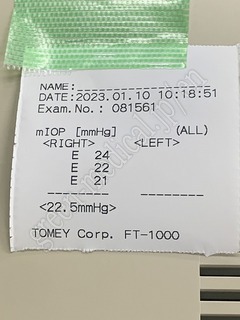 NAME:
DATE:2023.01.10 10:18:51
Exam.No.: 081561
mIOP [mmHg] (ALL)
<RIGHT> <LEFT>
E 24
E 22
E 21
-------- --------
<22.5mmHg>
TOMEY Corp. FT-1000